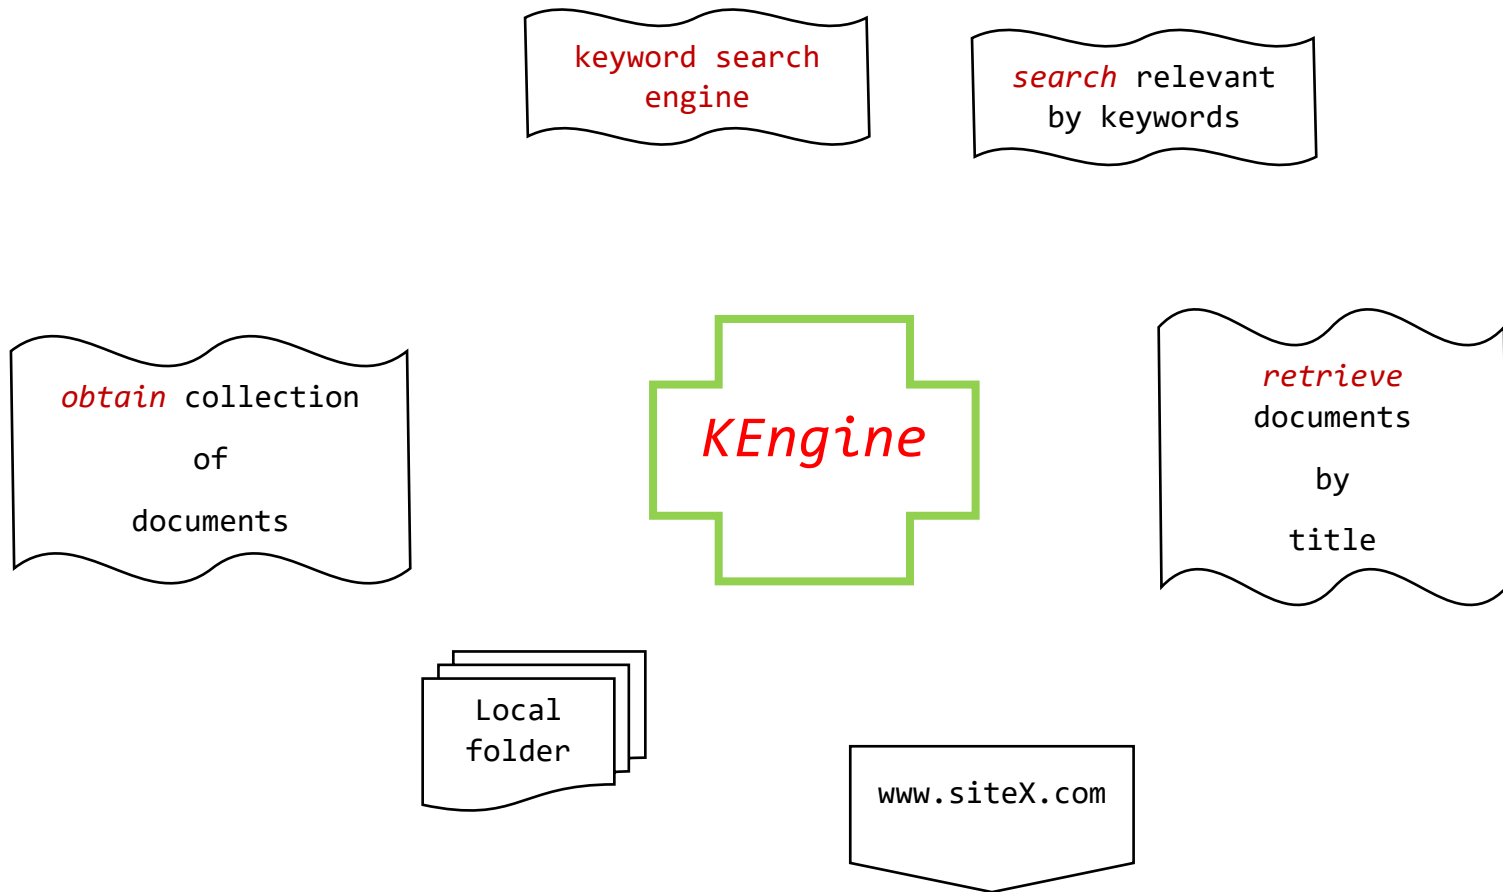 keyword search
engine
search relevant
by keywords
obtain collection
of
documents
KEngine
retrieve
documents
by
title
Local
folder
www.siteX.com